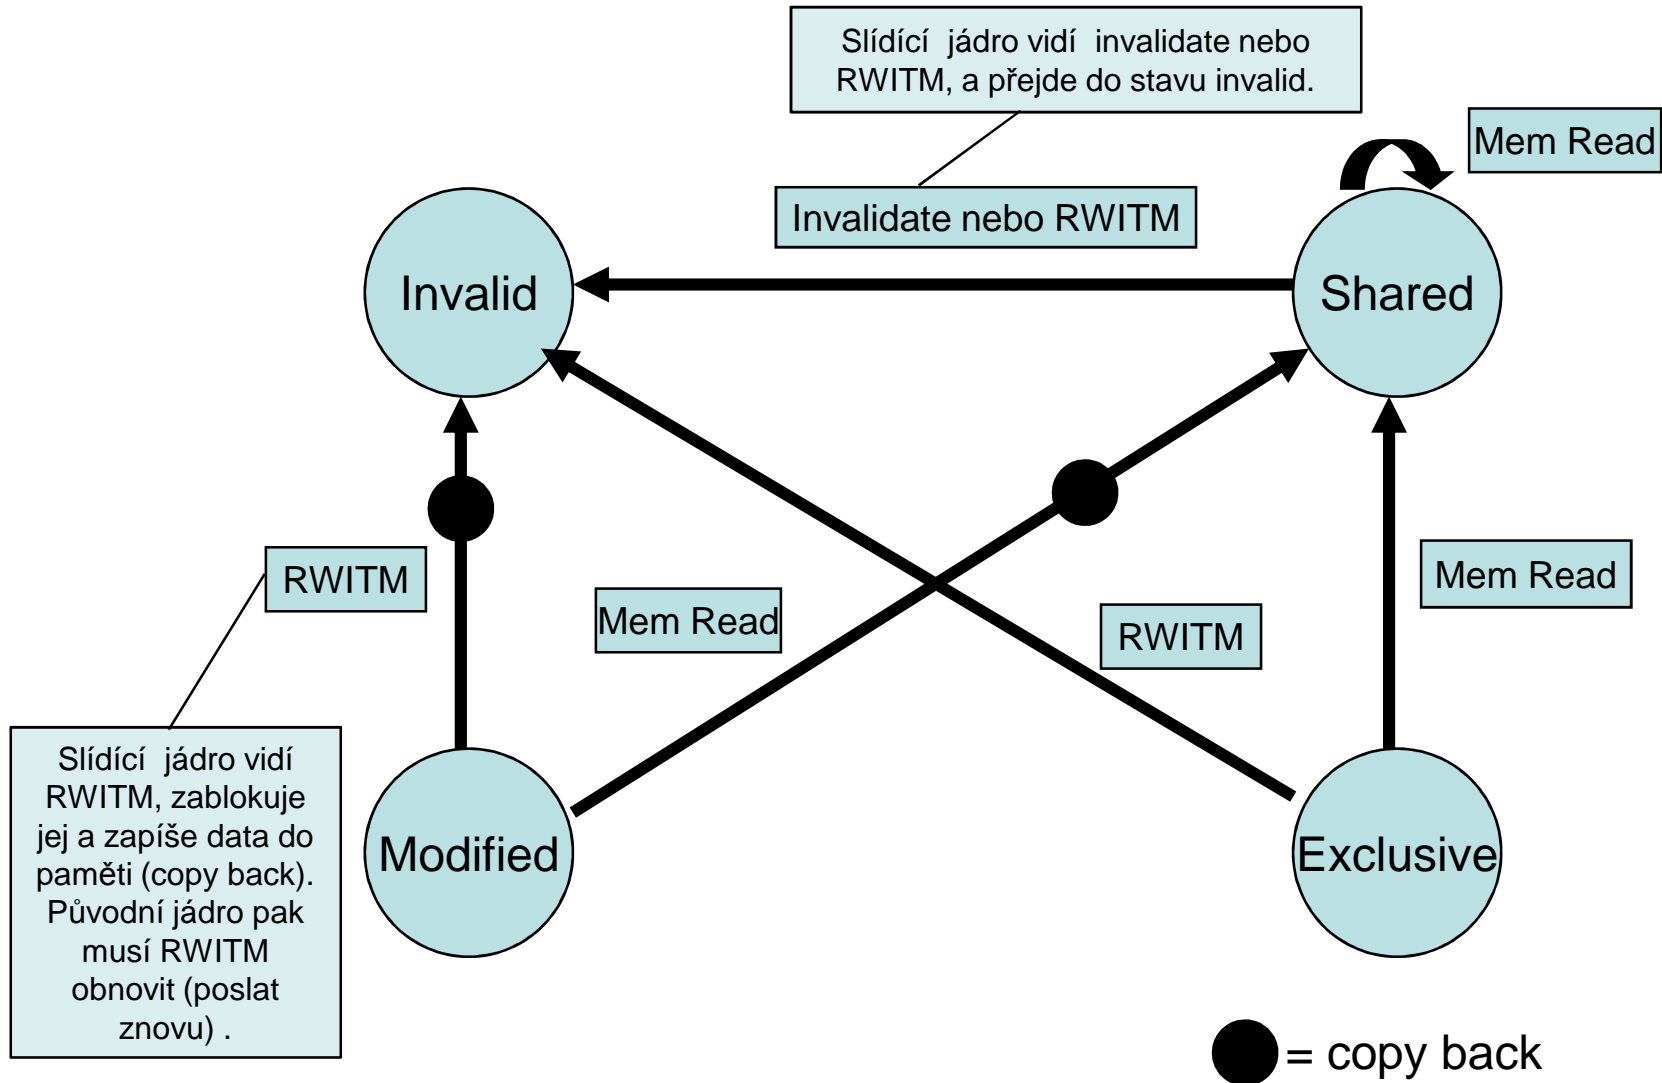 Slídící jádro vidí invalidate nebo
RWITM, a přejde do stavu invalid.
Mem Read
Invalidate nebo RWITM
Invalid
Shared
RWITM
Mem Read
RWITM
Mem Read
Slídící jádro vidí
RWITM, zablokuje
jej a zapíše data do
paměti (copy back).
Původní jádro pak
musí RWITM
obnovit (poslat
znovu) .
Modified
Exclusive
= copy back